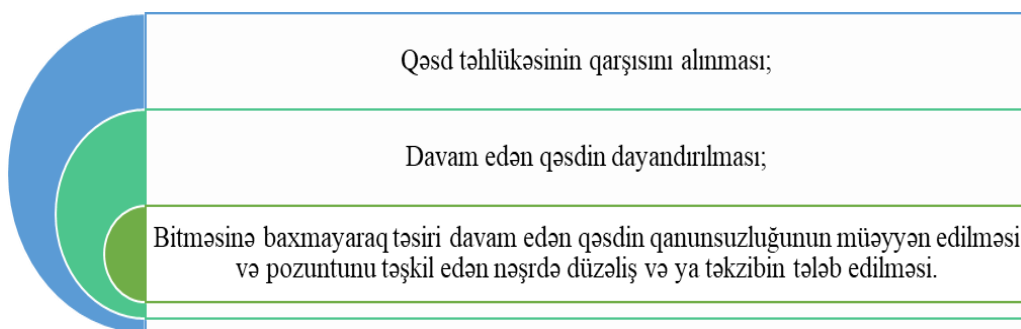 Qəsd təhlükəsinin qarşısını alınması;
Davam edən qəsdin dayandırılması;
Bitməsinə baxmayaraq təsiri davam edən qəsdin qanunsuzluğunun müəyyən edilməsi
və pozuntunu təşkil edən nəşrdə düzəliş və ya təkzibin tələb edilməsi.